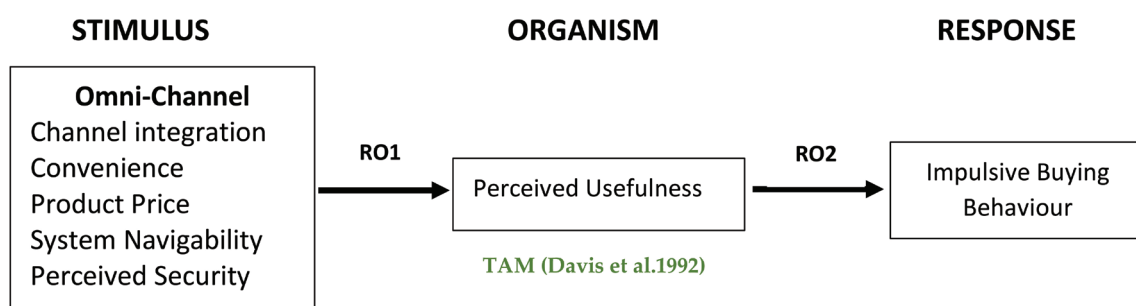 STIMULUS
ORGANISM
RESPONSE
Omni-Channel
Channel integration
Convenience
Product Price
System Navigability
Perceived Security
RO1
Perceived Usefulness
TAM (Davis et al.1992)
RO2
Impulsive Buying
Behaviour